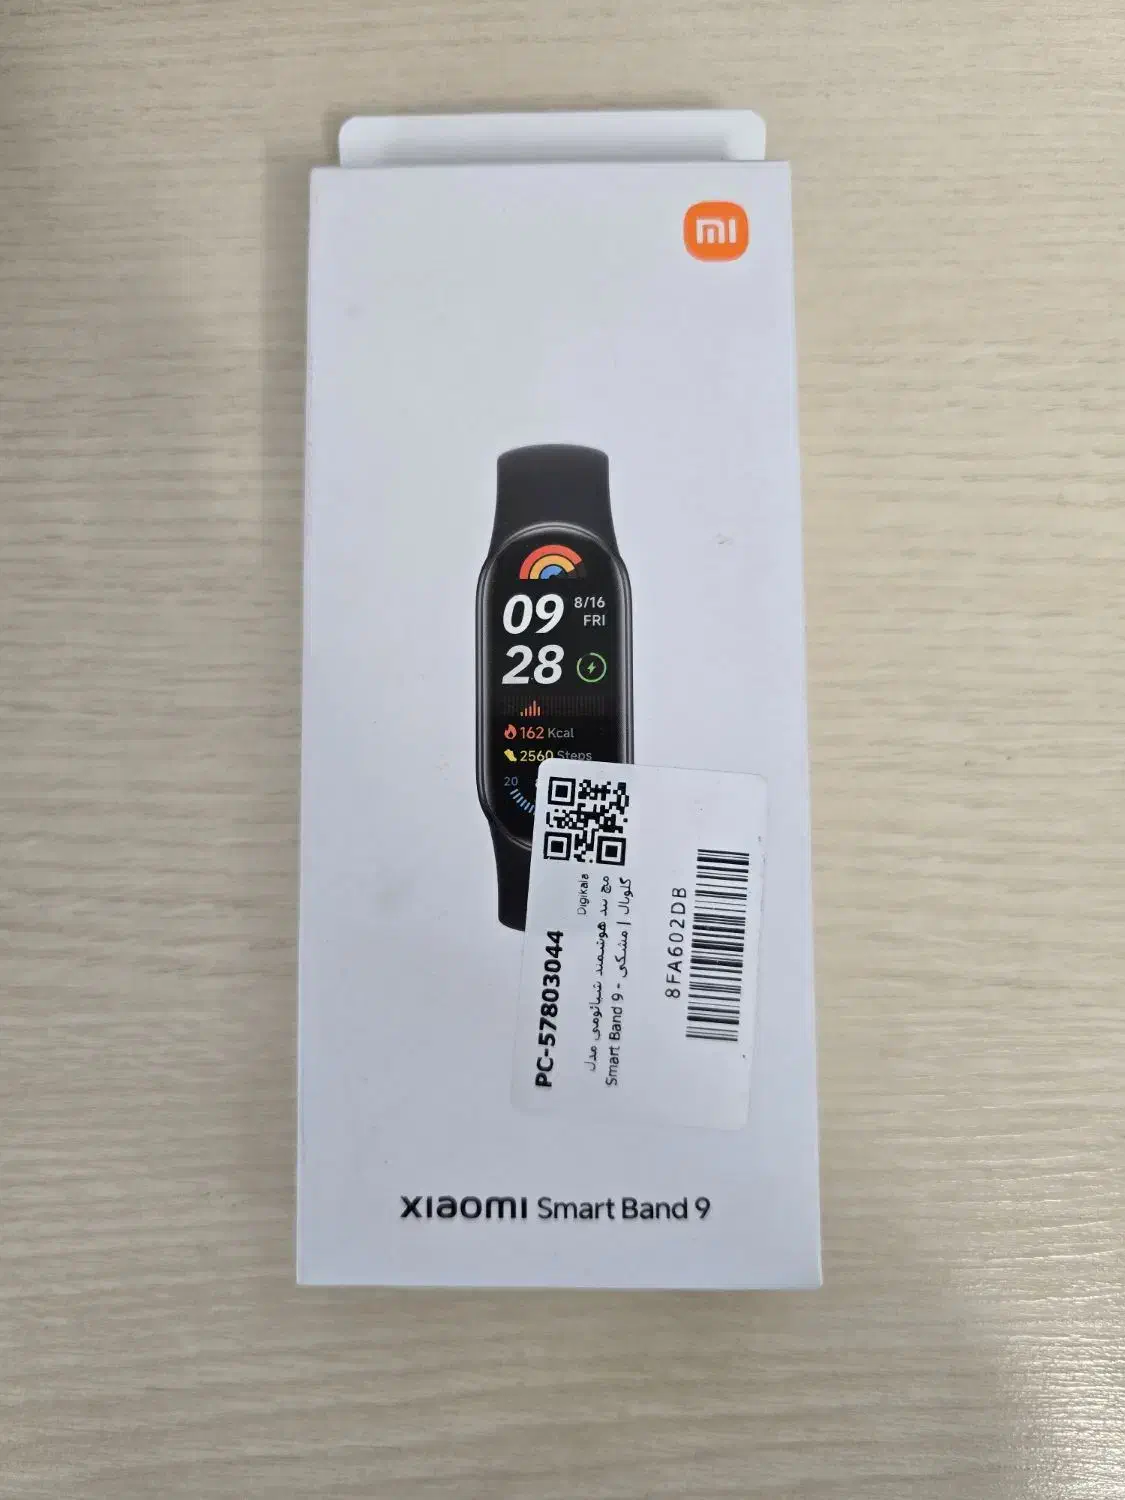 mi
09
8/16
FRI
28
162 Kcal
2560 Steps
20
Digikala
PC-57803044
مچ بند هوشمند شیائومی مدل
Smart Band 9 - گلوبال | مشکی
8FA602DB
xiaomi Smart Band 9